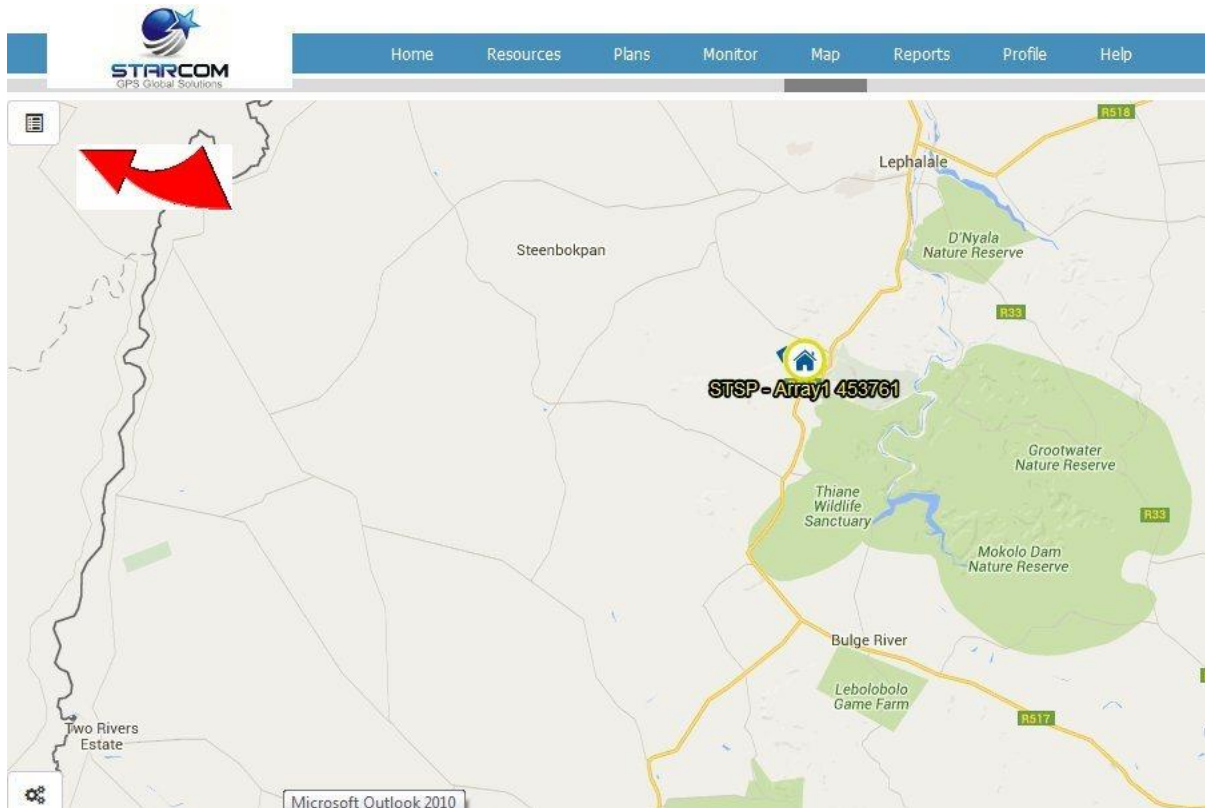 STARCOM
GPS Global Solutions
Home Resources Plans Monitor Map Reports Profile Help
R518
Lephalale
D'Nyala
Nature Reserve
Steenbokpan
R33
STSP - Array1 453761
Grootwater
Nature Reserve
Thiane
Wildlife
Sanctuary
R33
Mokolo Dam
Nature Reserve
Bulge River
Lebolobolo
Game Farm
R517
Two Rivers
Estate
Microsoft Outlook 2010